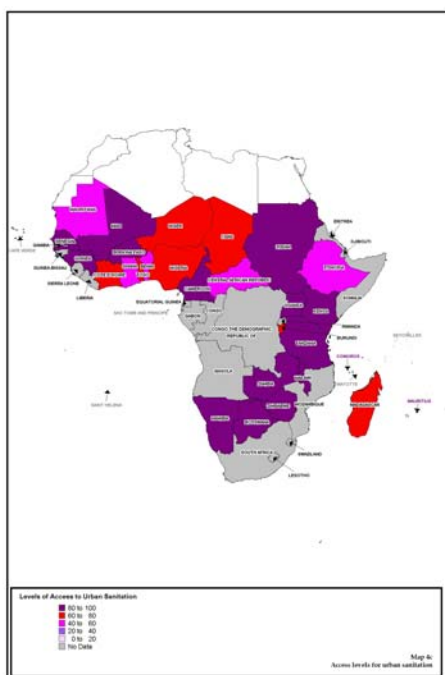 ERITREA
DJIBOUTI
MAURITANIA
MALI
NIGER
CHAD
SUDAN
CAPE VERDE
SENEGAL
GAMBIA
BURKINA FASO
GUINEA
GUINEA-BISSAU
GHANA
BENIN
NIGERIA
ETHIOPIA
SIERRA LEONE
COTE D'IVOIRE
CENTRAL AFRICAN REPUBLIC
LIBERIA
CAMEROON
SOMALIA
EQUATORIAL GUINEA
UGANDA
KENYA
SAO TOME AND PRINCIPE
GABON
CONGO
RWANDA
CONGO, THE DEMOGRAPHIC
REPUBLIC OF
BURUNDI
SEYCHELLES
TANZANIA
COMOROS
ANGOLA
MALAWI
MAYOTTE
ZAMBIA
SAINT HELENA
MOZAMBIQUE
MADAGASCAR
MAURITIUS
ZIMBABWE
NAMIBIA
BOTSWANA
SWAZILAND
SOUTH AFRICA
LESOTHO
Levels of Access to Urban Sanitation
80 to 100
60 to 80
40 to 60
20 to 40
0 to 20
No Data
Map 4c
Access levels for urban sanitation